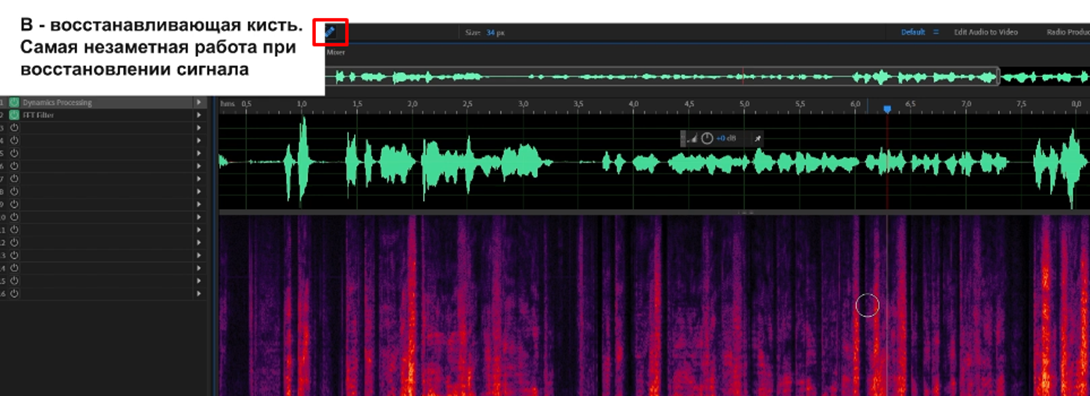 В - восстанавливающая кисть.
Самая незаметная работа при
восстановлении сигнала
Size: 34 px
Default
Edit Audio to Video
Radio Produc
Mixer
1 Dynamics Processing
2 FFT Filter
3
4
5
6
7
8
9
10
11
12
13
14
15
16
hms 0,5 1,0 1,5 2,0 2,5 3,0 3,5 4,0 4,5 5,0 5,5 6,0 6,5 7,0 7,5 8,0
+0 dB